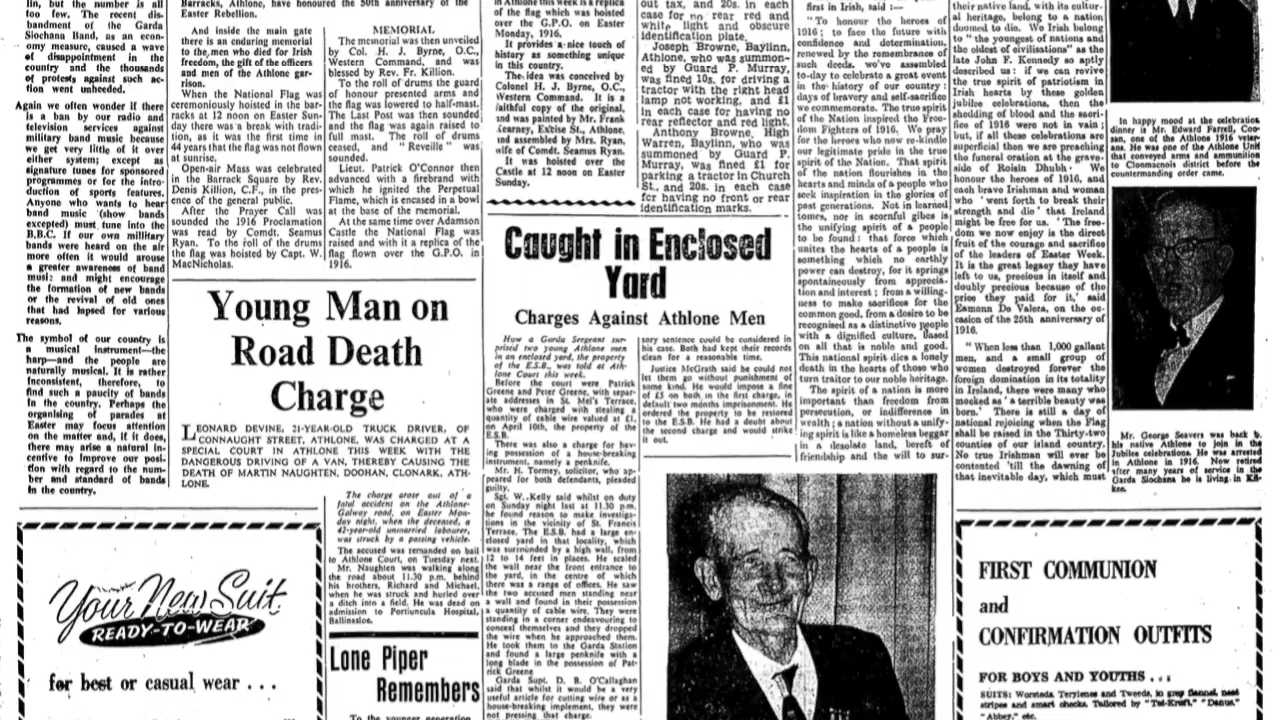 lin, but the number is all
too few. The recent dis-
bandment of the Garda
Siochana Band, as an econ-
omy measure, caused a wave
of disappointment in the
country and the thousands
of protests against such ac-
tion went unheeded.
Again we often wonder if there
is a ban by our radio and
television services against
military band music because
we get very little of it over
either system; except as
signature tunes for sponsored
programmes or for the intro-
duction of sports features.
Anyone who wants to hear
band music (show bands
excepted) must tune into the
B.B.C. If our own military
bands were heard on the air
more often it would arouse
a greater awareness of band
music and might encourage
the formation of new bands
or the revival of old ones
that had lapsed for various
reasons.
The symbol of our country is
a musical instrument—the
harp—and the people are
naturally musical. It is rather
inconsistent, therefore, to
find such a paucity of bands
in the country. Perhaps the
organising of parades at
Easter may focus attention
on the matter and, if it does,
there may arise a natural in-
centive to improve our posi-
tion with regard to the num-
ber and standard of bands
in the country.
Your New Suit
READY-TO-WEAR
for best or casual wear . . .
Barracks, Athlone, have honoured the 50th anniversary of the
Easter Rebellion.
And inside the main gate
there is an enduring memorial
to the men who died for Irish
freedom, the gift of the officers
and men of the Athlone gar-
rison.
When the National Flag was
ceremoniously hoisted in the bar-
racks at 12 noon on Easter Sun-
day there was a break with tradi-
tion, as it was the first time in
44 years that the flag was not flown
at sunrise.
Open-air Mass was celebrated
in the Barrack Square by Rev.
Denis Killion, C.F., in the pres-
ence of the general public.
After the Prayer Call was
sounded the 1916 Proclamation
was read by Comdt. Seamus
Ryan. To the roll of the drums
the flag was hoisted by Capt. W.
MacNicholas.
MEMORIAL
The memorial was then unveiled
by Col. H. J. Byrne, O.C.,
Western Command, and was
blessed by Rev. Fr. Killion.
To the roll of drums the guard
of honour presented arms and
the flag was lowered to half-mast.
The Last Post was then sounded
and the flag was again raised to
full mast. The roll of drums
ceased, and " Reveille " was
sounded.
Lieut. Patrick O'Connor then
advanced with a firebrand with
which he ignited the Perpetual
Flame, which is encased in a bowl
at the base of the memorial.
At the same time over Adamson
Castle the National Flag was
raised and with it a replica of the
flag flown over the G.P.O. in
1916.
Young Man on
Road Death
Charge
LEONARD DEVINE, 21-YEAR-OLD TRUCK DRIVER, OF
CONNAUGHT STREET, ATHLONE, WAS CHARGED AT A
SPECIAL COURT IN ATHLONE THIS WEEK WITH THE
DANGEROUS DRIVING OF A VAN, THEREBY CAUSING THE
DEATH OF MARTIN NAUGHTEN, DOOHAN, CLONARK, ATH-
LONE.
The charge arose out of a
fatal accident on the Athlone-
Galway road, on Easter Mon-
day night, when the deceased, a
42-year-old unmarried labourer,
was struck by a passing vehicle.
The accused was remanded on bail
to Athlone Court, on Tuesday next.
Mr. Naughten was walking along
the road about 11.30 p.m. behind
his brothers, Richard and Michael,
when he was struck and hurled over
a ditch into a field. He was dead on
admission to Portiuncula Hospital,
Ballinasloe.
Lone Piper
Remembers
To the younger generation
Athlone this week is a replica
of the flag which was hoisted
over the G.P.O. on Easter
Monday, 1916.
It provides a nice touch of
history as something unique
in this country.
The idea was conceived by
Colonel H. J. Byrne, O.C.,
Western Command. It is a
faithful copy of the original,
and was painted by Mr. Frank
Kearney, Excise St., Athlone,
and assembled by Mrs. Ryan,
wife of Comdt. Seamus Ryan.
It was hoisted over the
Castle at 12 noon on Easter
Sunday.
out tax, and 20s. in each
case for no rear red and
white light and obscure
identification plate.
Joseph Browne, Baylinn,
Athlone, who was summon-
ed by Guard P. Murray,
was fined 10s. for driving a
tractor with the right head
lamp not working, and £1
in each case for having no
rear reflector and red light.
Anthony Browne, High
Warren, Baylinn, who was
summoned by Guard P.
Murray, was fined £1 for
parking a tractor in Church
St., and 20s. in each case
for having no front or rear
identification marks.
Caught in Enclosed
Yard
Charges Against Athlone Men
How a Garda Sergeant sur-
prised two young Athlone men
in an enclosed yard, the property
of the E.S.B., was told at Ath-
lone Court this week.
Before the court were Patrick
Greene and Peter Greene, with separ-
ate addresses in St. Mel's Terrace,
who were charged with stealing a
quantity of cable wire valued at £1,
on April 10th, the property of the
E.S.B.
There was also a charge for hav-
ing possession of a house-breaking
instrument, namely a penknife.
Mr. H. Tormey, solicitor, who ap-
peared for both defendants, pleaded
guilty.
Sgt. W. Kelly said whilst on duty
on Sunday night last at 11.30 p.m.
he found reason to make investiga-
tions in the vicinity of St. Francis
Terrace. The E.S.B. had a large en-
closed yard in that locality, which
was surrounded by a high wall, from
12 to 14 feet in places. He scaled
the wall near the front entrance to
the yard, in the centre of which
there was a range of offices. He saw
the two accused men standing near
a wall and found in their possession
a quantity of cable wire. They were
standing in a corner endeavouring to
conceal themselves and they dropped
the wire when he approached them.
He took them to the Garda Station
and found a large penknife with a
long blade in the possession of Pat-
rick Greene
Garda Supt. D. B. O'Callaghan
said that whilst it would be a very
useful article for cutting wire or as a
house-breaking implement, they were
not pressing that charge.
sory sentence could be considered in
his case. Both had kept their records
clean for a reasonable time.
Justice McGrath said he could not
let them go without punishment of
some kind. He would impose a fine
of £5 on both in the first charge, in
default two months imprisonment. He
ordered the property to be restored
to the E.S.B. He had a doubt about
the second charge and would strike
it out.
first in Irish, said :—
"To honour the heroes of
1916; to face the future with
confidence and determination,
renewed by the remembrance of
such deeds, we've assembled
to-day to celebrate a great event
in the history of our country :
days of bravery and self-sacrifice
we commemorate. The true spirit
of the Nation inspired the Free-
dom Fighters of 1916. We pray
for the heroes who now re-kindle
our legitimate pride in the true
spirit of the Nation. That spirit
of the nation flourishes in the
hearts and minds of a people who
seek inspiration in the glories of
past generations. Not in learned
tomes, nor in scornful gibes is
the unifying spirit of a people
to be found: that force which
unites the hearts of a people is
something which no earthly
power can destroy, for it springs
spontaneously from apprecia-
tion and interest ; from a willing-
ness to make sacrifices for the
common good, from a desire to be
recognised as a distinctive people
with a dignified culture, based
on all that is noble and good.
This national spirit dies a lonely
death in the hearts of those who
turn traitor to our noble heritage.
The spirit of a nation is more
important than freedom from
persecution, or indifference in
wealth ; a nation without a unify-
ing spirit is like a homeless beggar
in a desolate land, bereft of
friendship and the will to sur-
their native land, with its cultur-
al heritage, belong to a nation
doomed to die. We Irish belong
to " the youngest of nations and
the oldest of civilisations" as the
late John F. Kennedy so aptly
described us : if we can revive
the true spirit of patriotism in
Irish hearts by these golden
jubilee celebrations, then the
shedding of blood and the sacri-
fice of 1916 were not in vain ;
but, if all these celebrations are
superficial then we are preaching
the funeral oration at the grave-
side of Roisin Dhubh. We
honour the heroes of 1916, and
each brave Irishman and woman
who ' went forth to break their
strength and die ' that Ireland
might be free for us. ' The free-
dom we now enjoy is the direct
fruit of the courage and sacrifice
of the leaders of Easter Week.
It is the great legacy they have
left to us, precious in itself and
doubly precious because of the
price they paid for it,' said
Eamonn De Valera, on the oc-
casion of the 25th anniversary of
1916.
" When less than 1,000 gallant
men, and a small group of
women destroyed forever the
foreign domination in its totality
in Ireland, there were many who
mocked as ' a terrible beauty was
born.' There is still a day of
national rejoicing when the Flag
shall be raised in the Thirty-two
counties of our island country.
No true Irishman will ever be
contented 'till the dawning of
that inevitable day, which must
In happy mood at the celebration
dinner is Mr. Edward Farrell, Coo-
san, one of the Athlone 1916 veter-
ans. He was one of the Athlone Unit
that conveyed arms and ammunition
to Clonmacnois district before the
countermanding order came.
Mr. George Seavers was back
his native Athlone to join in the
Jubilee celebrations. He was arrested
in Athlone in 1916. Now retired
after many years of service in the
Garda Siochana he is living in
kee.
FIRST COMMUNION
and
CONFIRMATION OUTFITS
FOR BOYS AND YOUTHS . . .
SUITS: Worsteds, Terylenes and Tweeds, in grey flannel, neat
stripes and smart checks. Tailored by "Tal-Kraft," "Danus,"
"Abbey," etc.